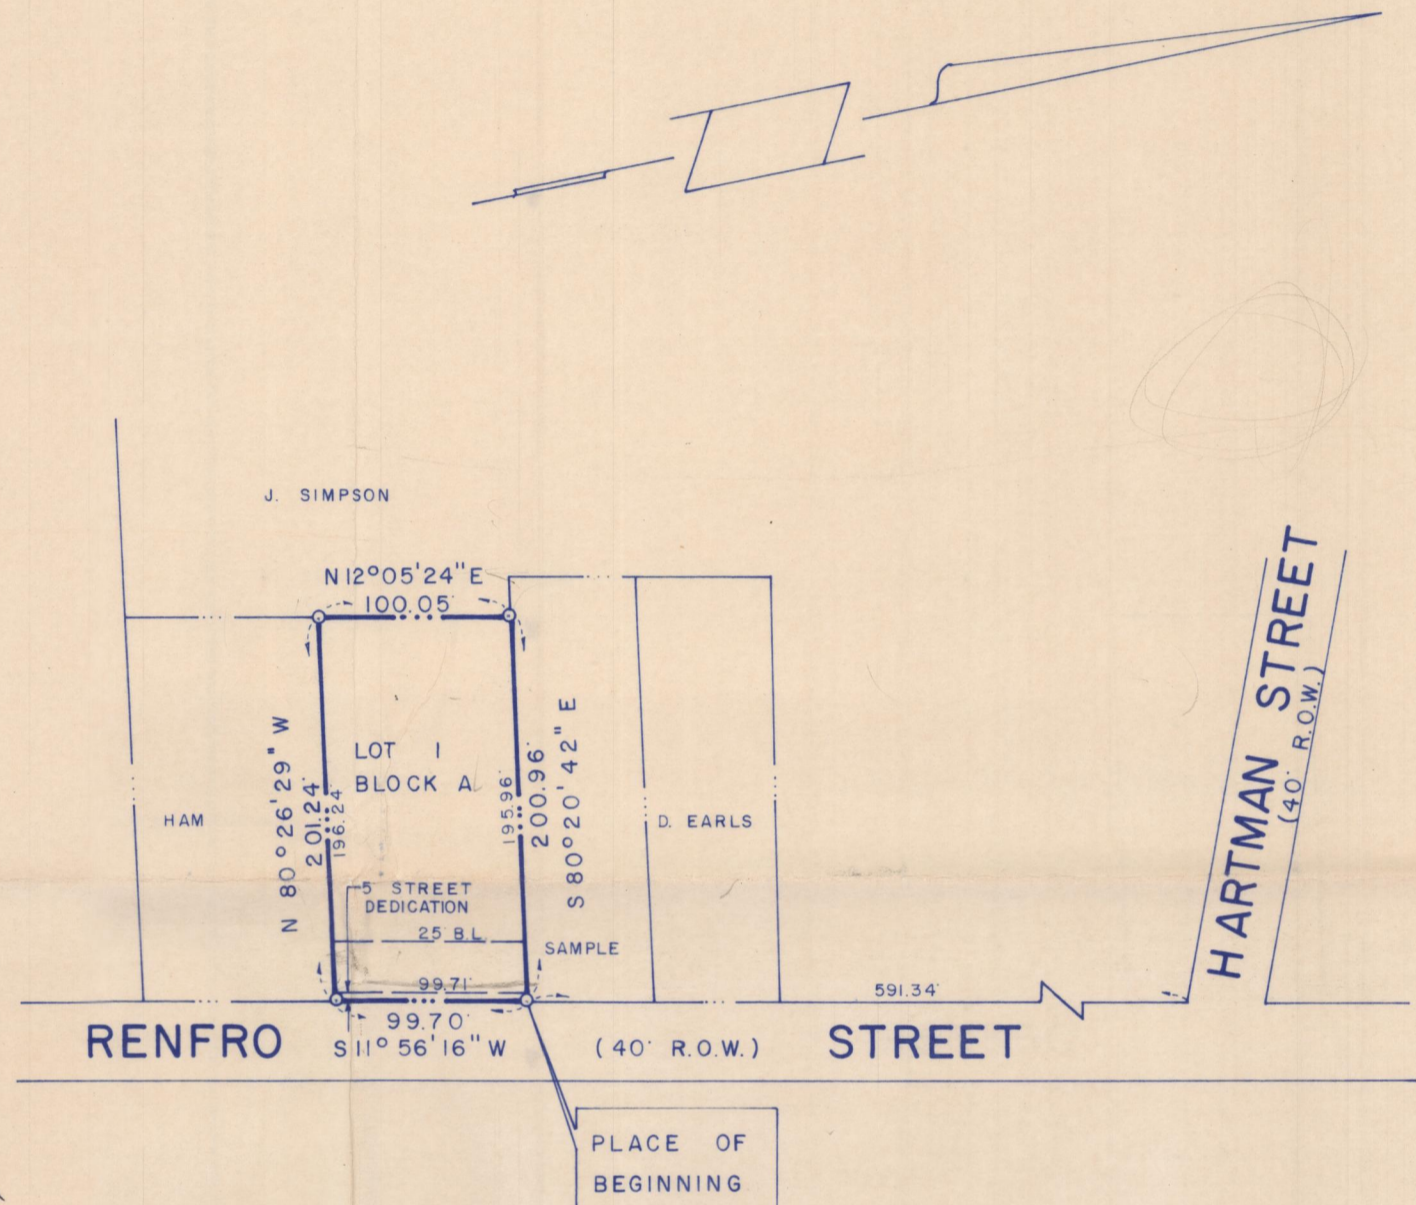 J. SIMPSON
N 12°05'24" E
100.05'
N 80°26'29" W
201.24'
196.24'
LOT 1
BLOCK A
195.96'
200.96'
S 80°20'42" E
HAM
D. EARLS
HARTMAN STREET
(40' R.O.W.)
5' STREET
DEDICATION
25' B.L.
SAMPLE
99.71'
591.34'
99.70'
S 11°56'16" W
RENFRO
(40' R.O.W.)
STREET
PLACE OF
BEGINNING